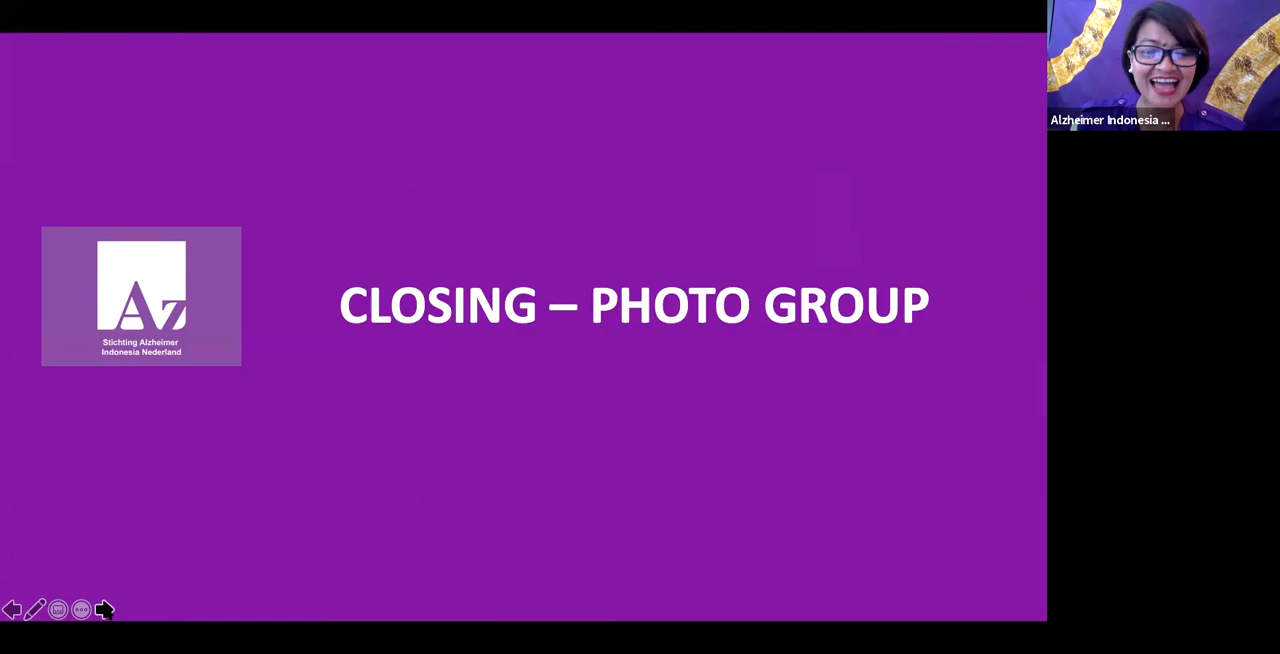 Alzheimer Indonesia ...
Az
Stichting Alzheimer
Indonesia Nederland
CLOSING – PHOTO GROUP